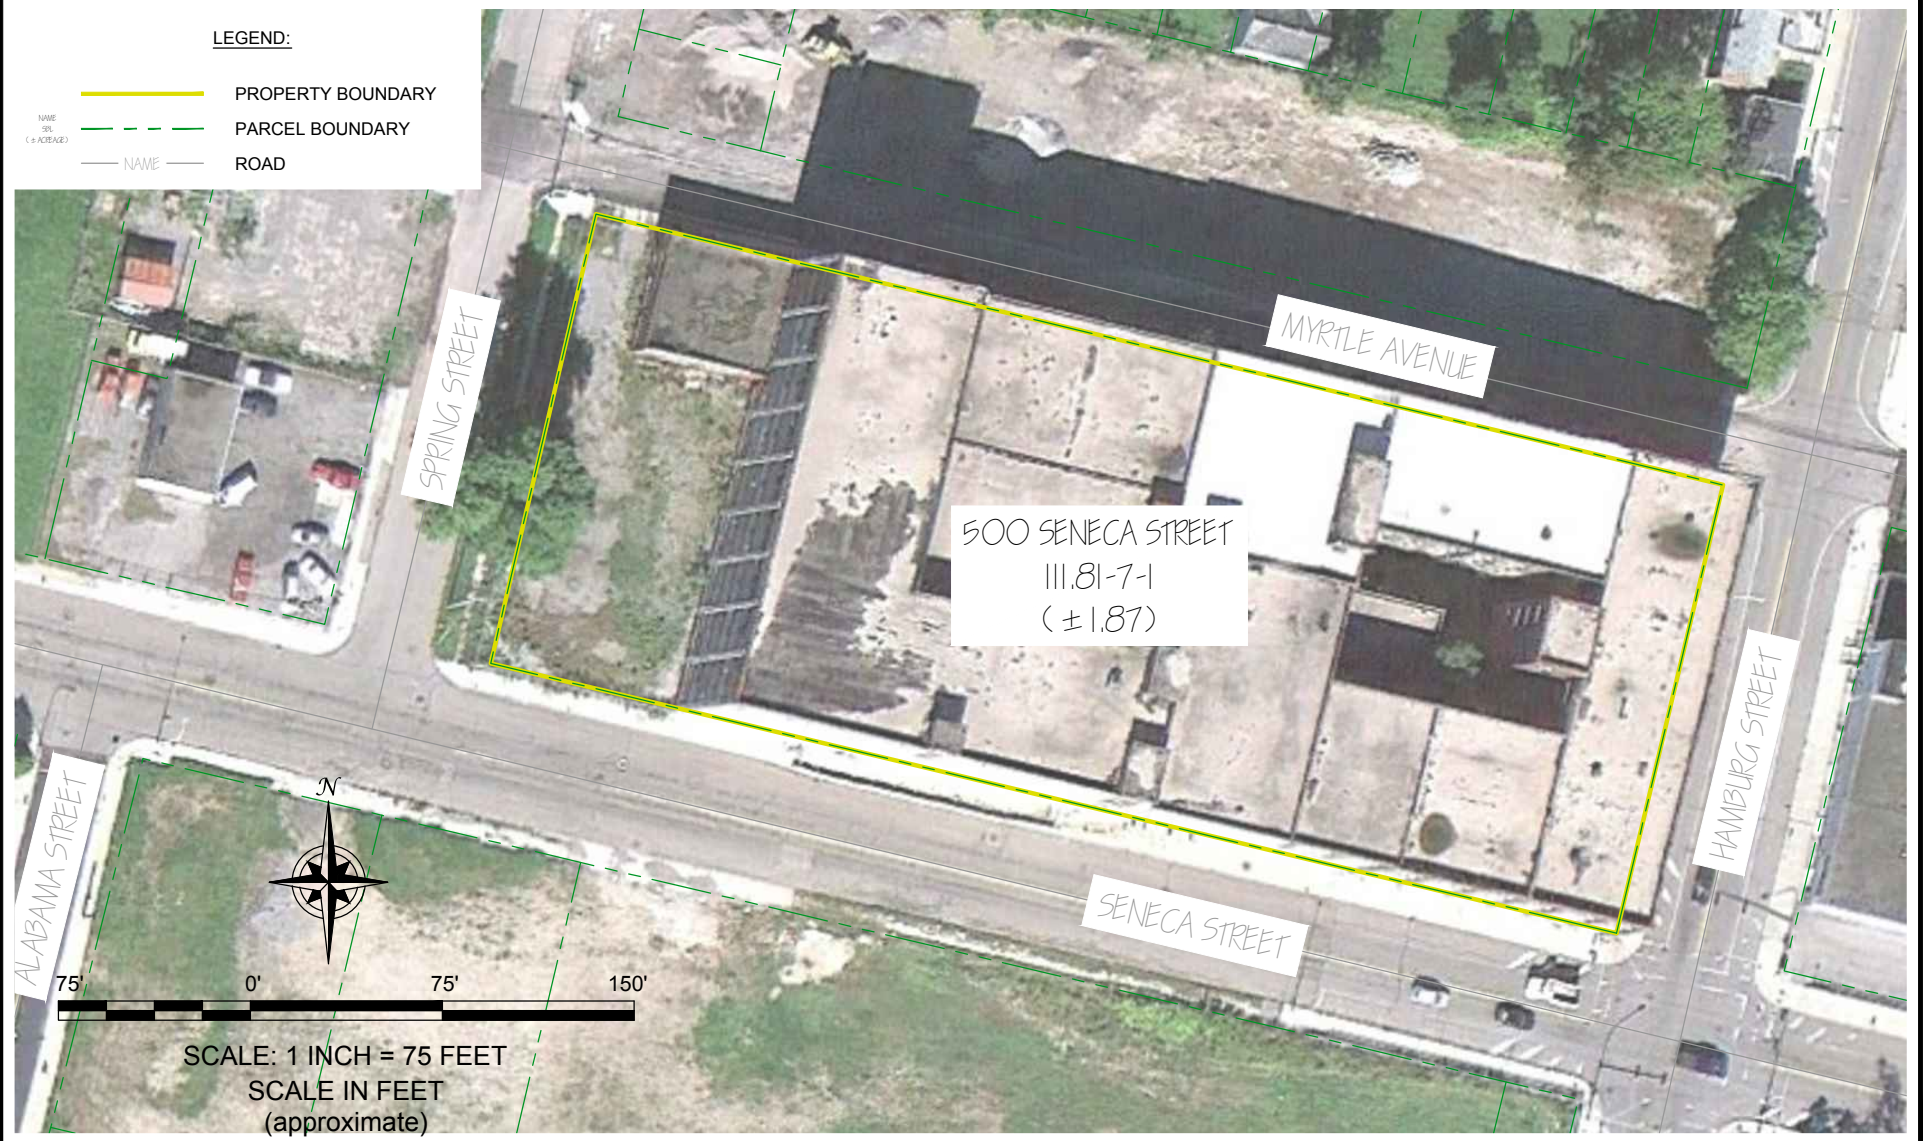 LEGEND:
PROPERTY BOUNDARY
NAME
SBL
(± ACREAGE)
PARCEL BOUNDARY
NAME
ROAD
SPRING STREET
MYRTLE AVENUE
500 SENECA STREET
111.81-7-1
(±1.87)
HAMBURG STREET
ALABAMA STREET
N
SENECA STREET
75' 0' 75' 150'
SCALE: 1 INCH = 75 FEET
SCALE IN FEET
(approximate)